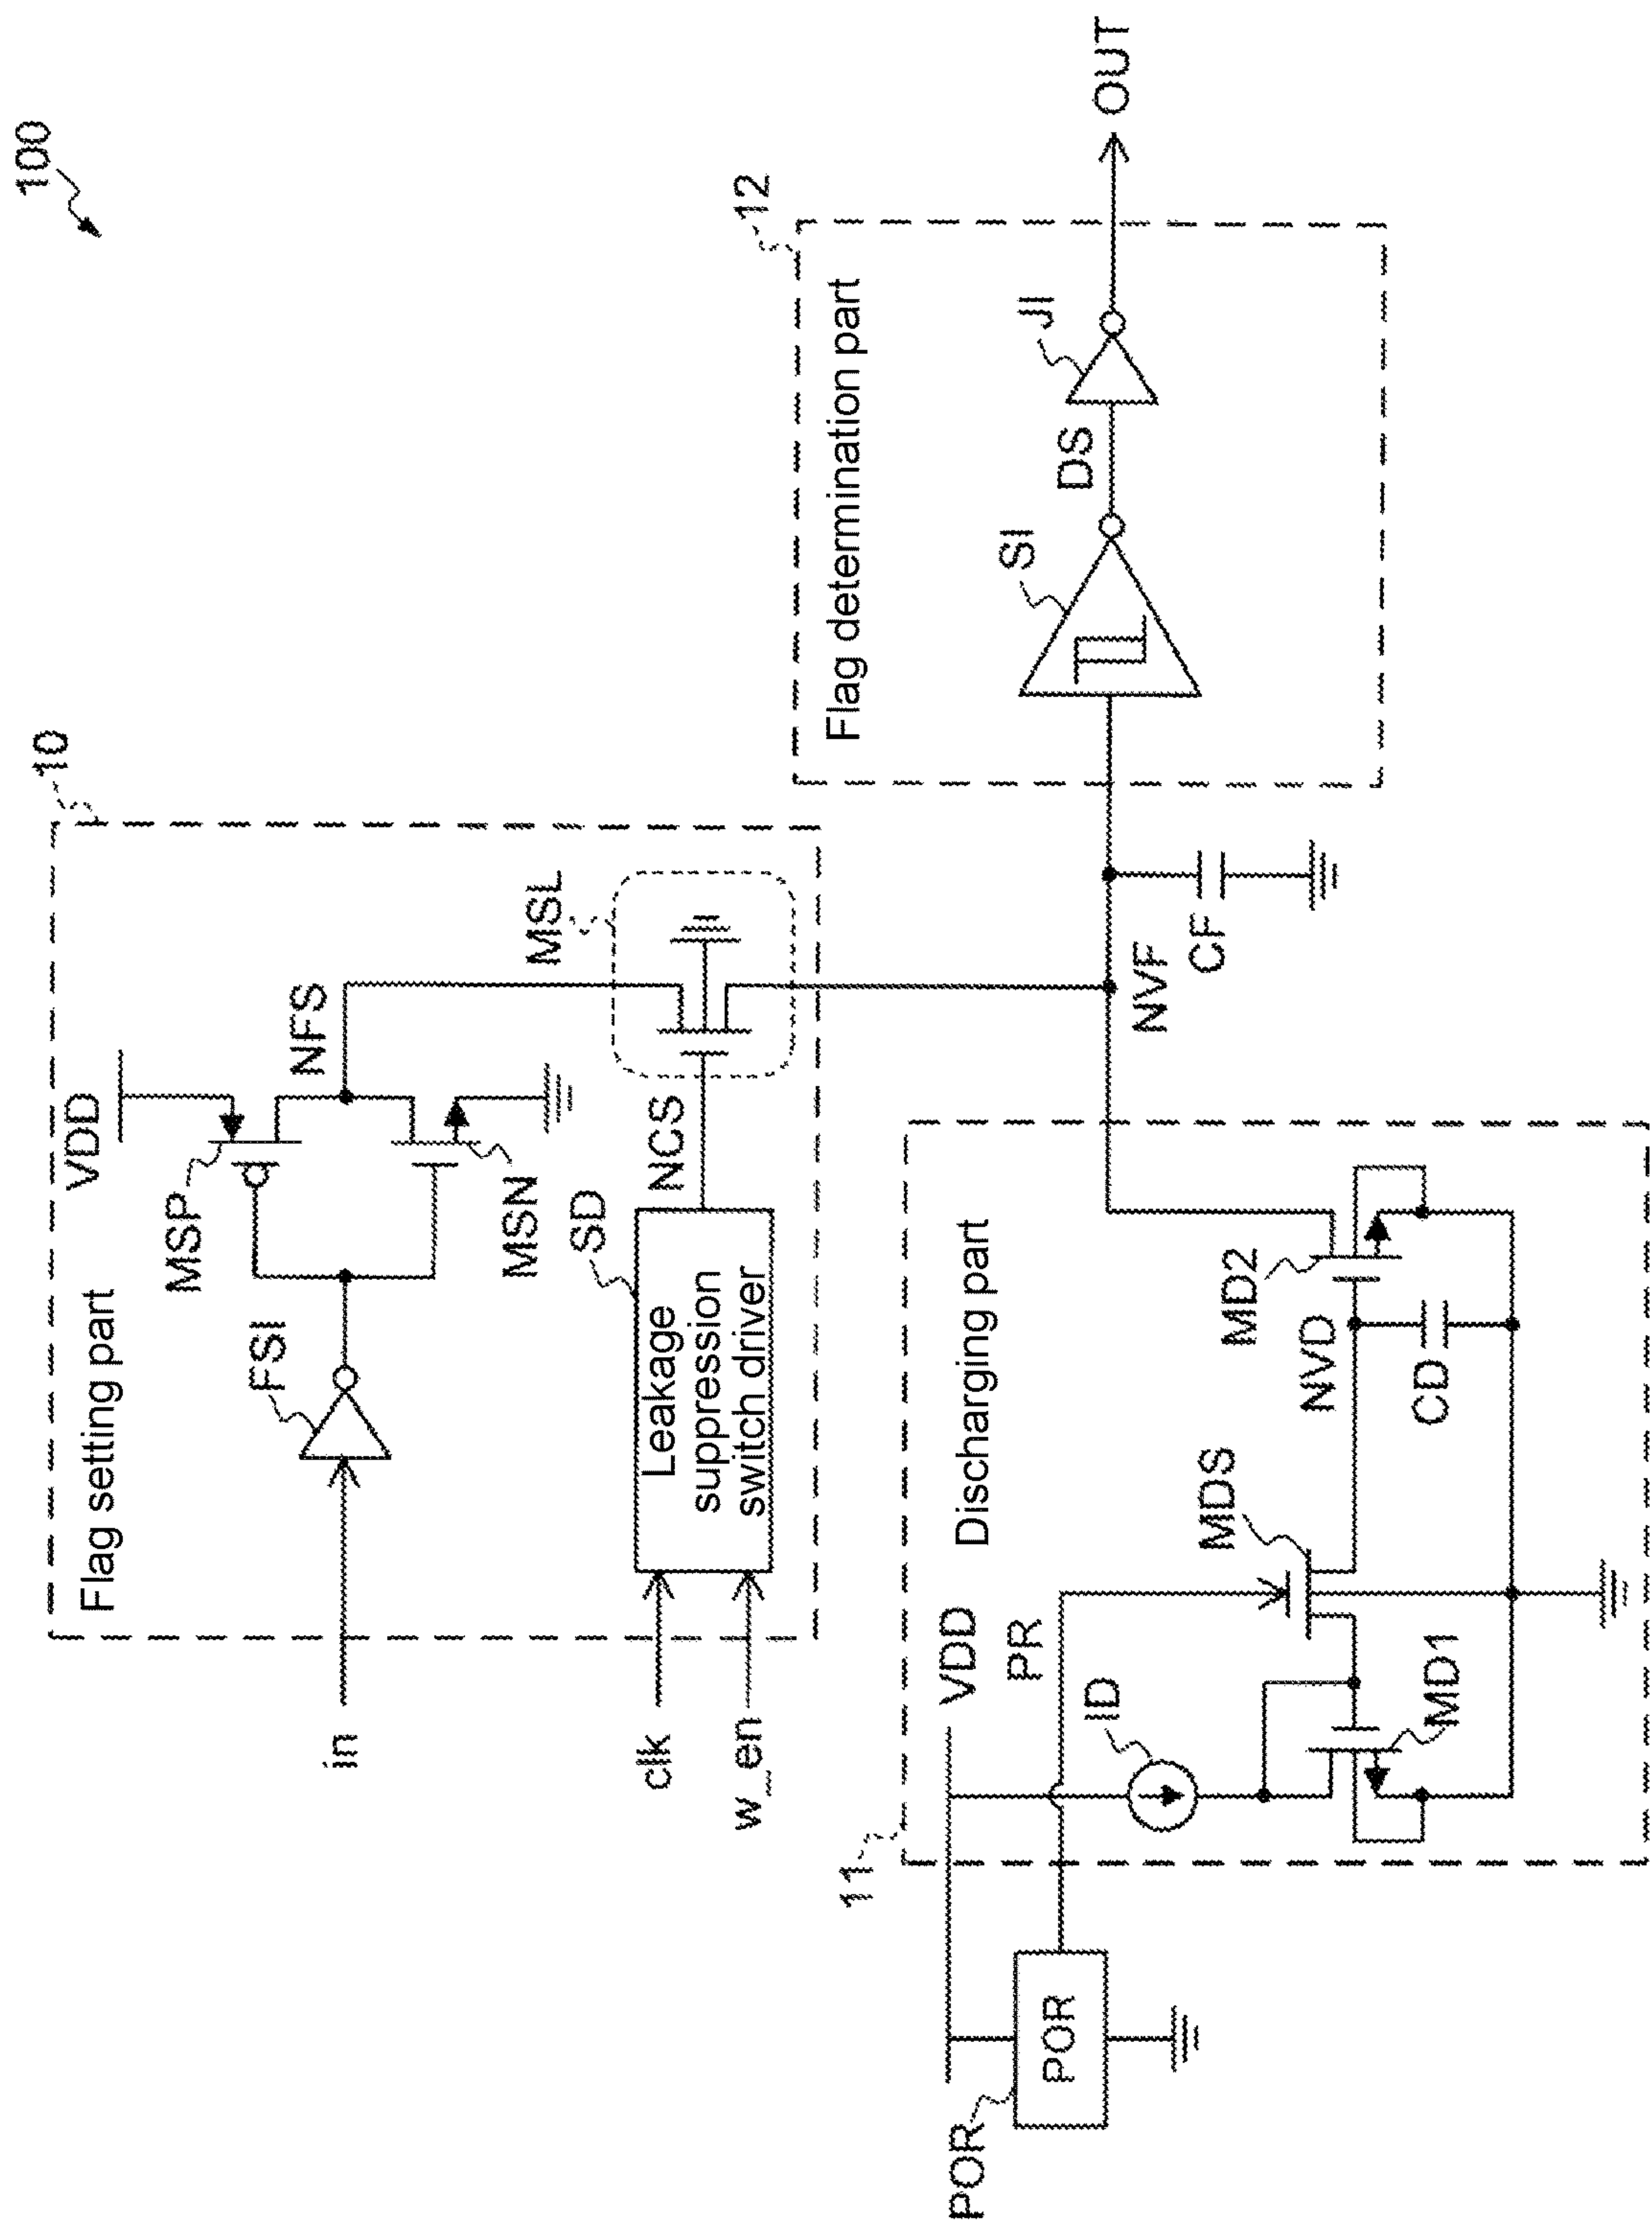 100
10
Flag setting part
VDD
MSP
NFS
FSI
MSN
in
SD
NCS
MSL
Leakage
suppression
switch driver
clk
w_en
12
Flag determination part
SI
DS
JI
OUT
NVF
CF
11
Discharging part
VDD
PR
ID
MDS
MD1
MD2
NVD
CD
POR
POR